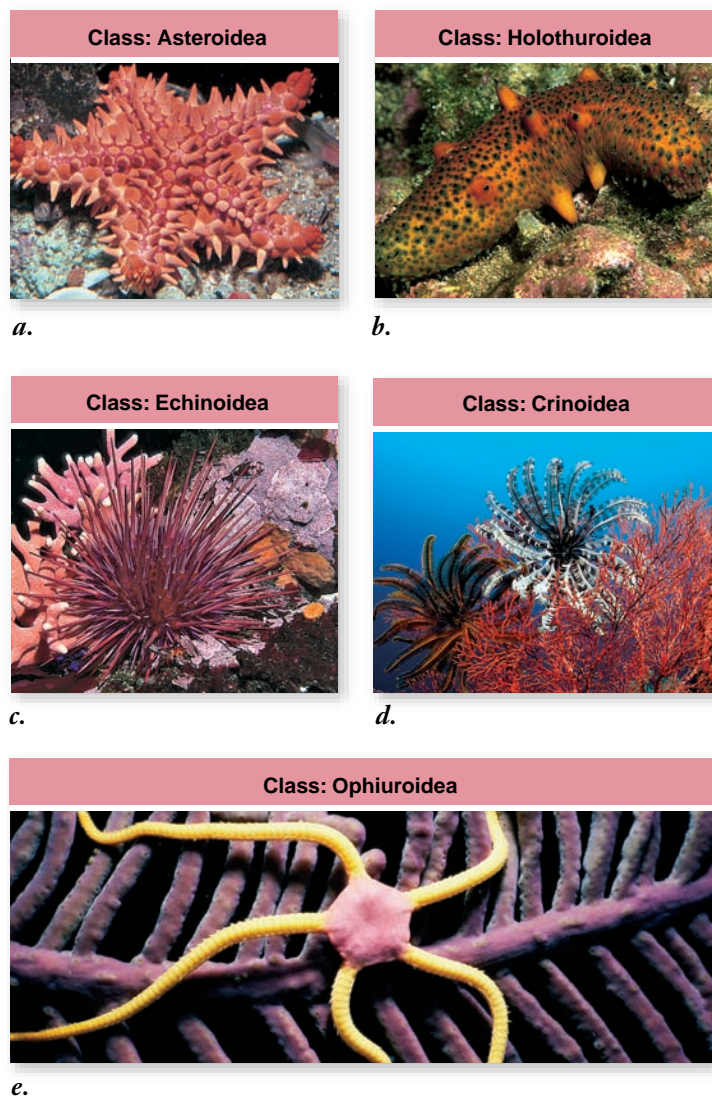 Class: Asteroidea
Class: Holothuroidea
a.
b.
Class: Echinoidea
Class: Crinoidea
c.
d.
Class: Ophiuroidea
e.